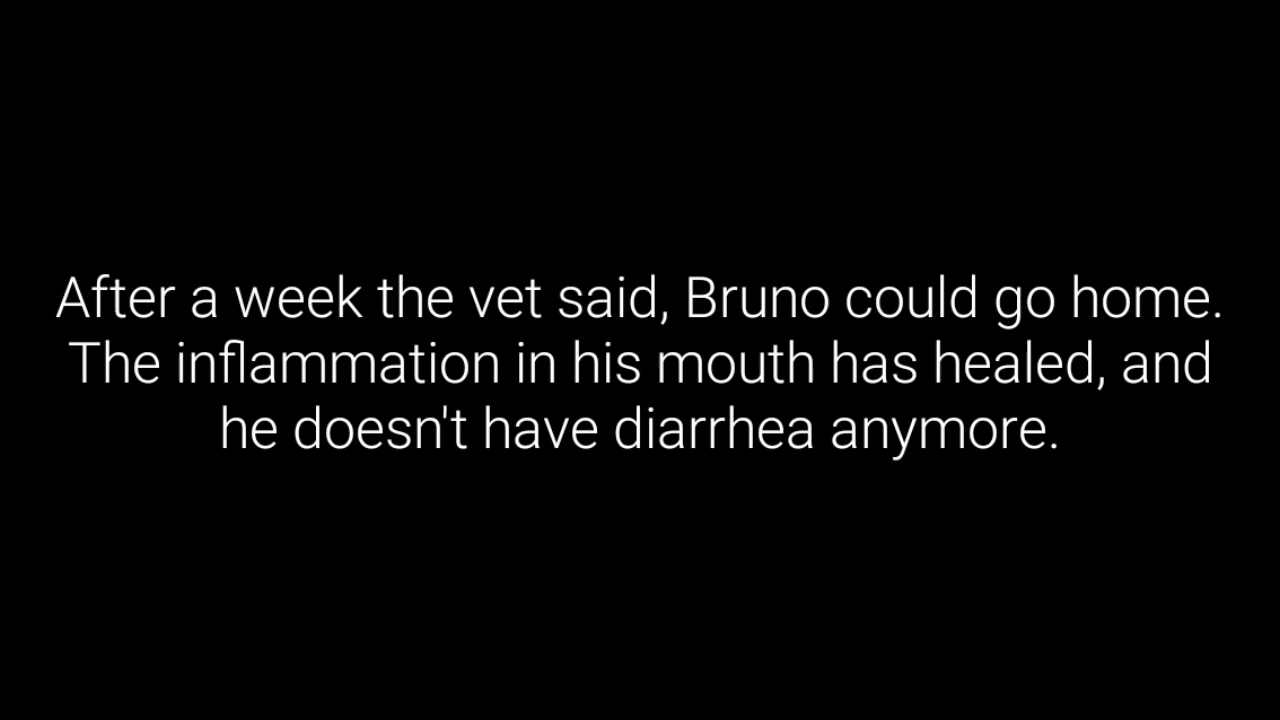 After a week the vet said, Bruno could go home.
The inflammation in his mouth has healed, and
he doesn't have diarrhea anymore.